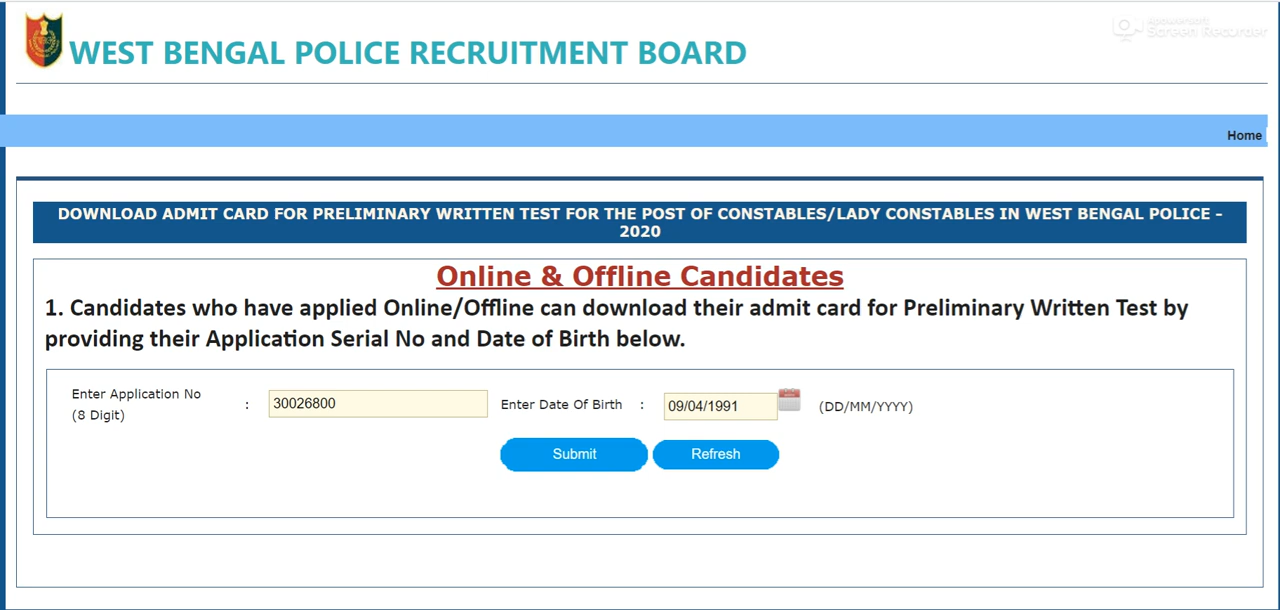 Apowersoft
Screen Recorder
WEST BENGAL POLICE RECRUITMENT BOARD
Home
DOWNLOAD ADMIT CARD FOR PRELIMINARY WRITTEN TEST FOR THE POST OF CONSTABLES/LADY CONSTABLES IN WEST BENGAL POLICE -
2020
Online & Offline Candidates
1. Candidates who have applied Online/Offline can download their admit card for Preliminary Written Test by
providing their Application Serial No and Date of Birth below.
Enter Application No
(8 Digit)
: 30026800 Enter Date Of Birth : 09/04/1991 (DD/MM/YYYY)
Submit Refresh